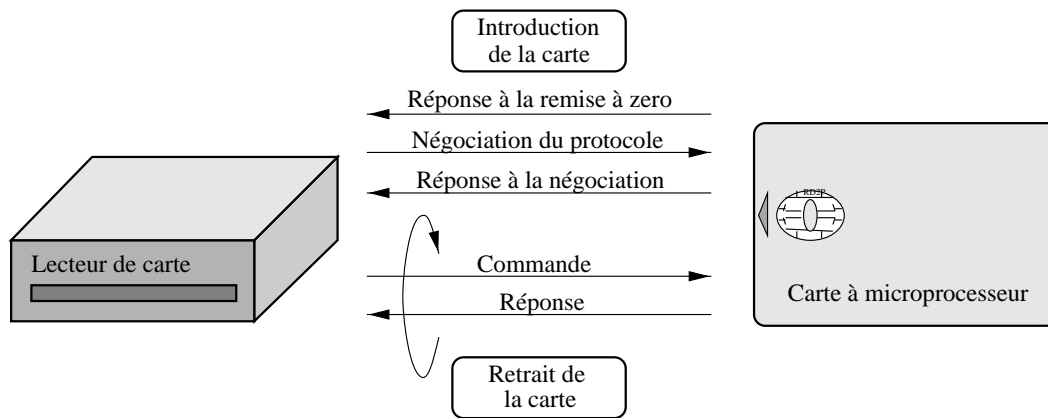 Introduction
de la carte
Réponse à la remise à zero
Négociation du protocole
Réponse à la négociation
RD2P
Lecteur de carte
Commande
Réponse
Carte à microprocesseur
Retrait de
la carte